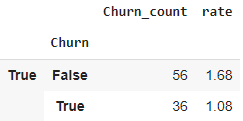 Churn_count rate
Churn
True False 56 1.68
True 36 1.08